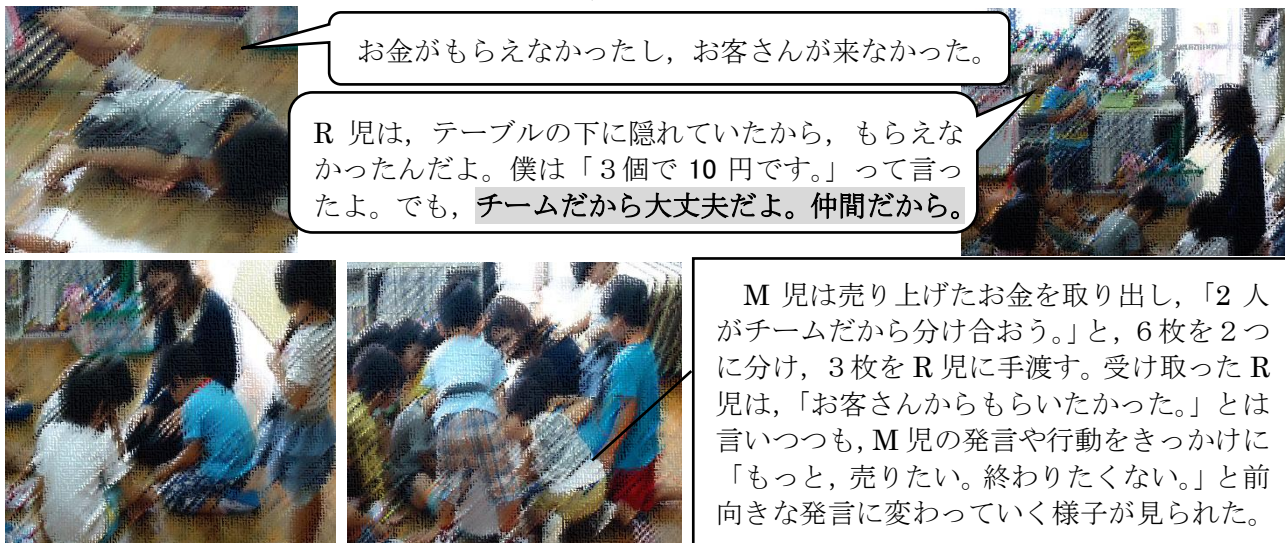 お金がもらえなかったし，お客さんが来なかった。
R 児は，テーブルの下に隠れていたから，もらえな
かったんだよ。僕は「３個で 10 円です。」って言っ
たよ。でも，チームだから大丈夫だよ。仲間だから。
M 児は売り上げたお金を取り出し，「2 人
がチームだから分け合おう。」と，６枚を２つ
に分け，３枚を R 児に手渡す。受け取った R
児は，「お客さんからもらいたかった。」とは
言いつつも，M 児の発言や行動をきっかけに
「もっと，売りたい。終わりたくない。」と前
向きな発言に変わっていく様子が見られた。